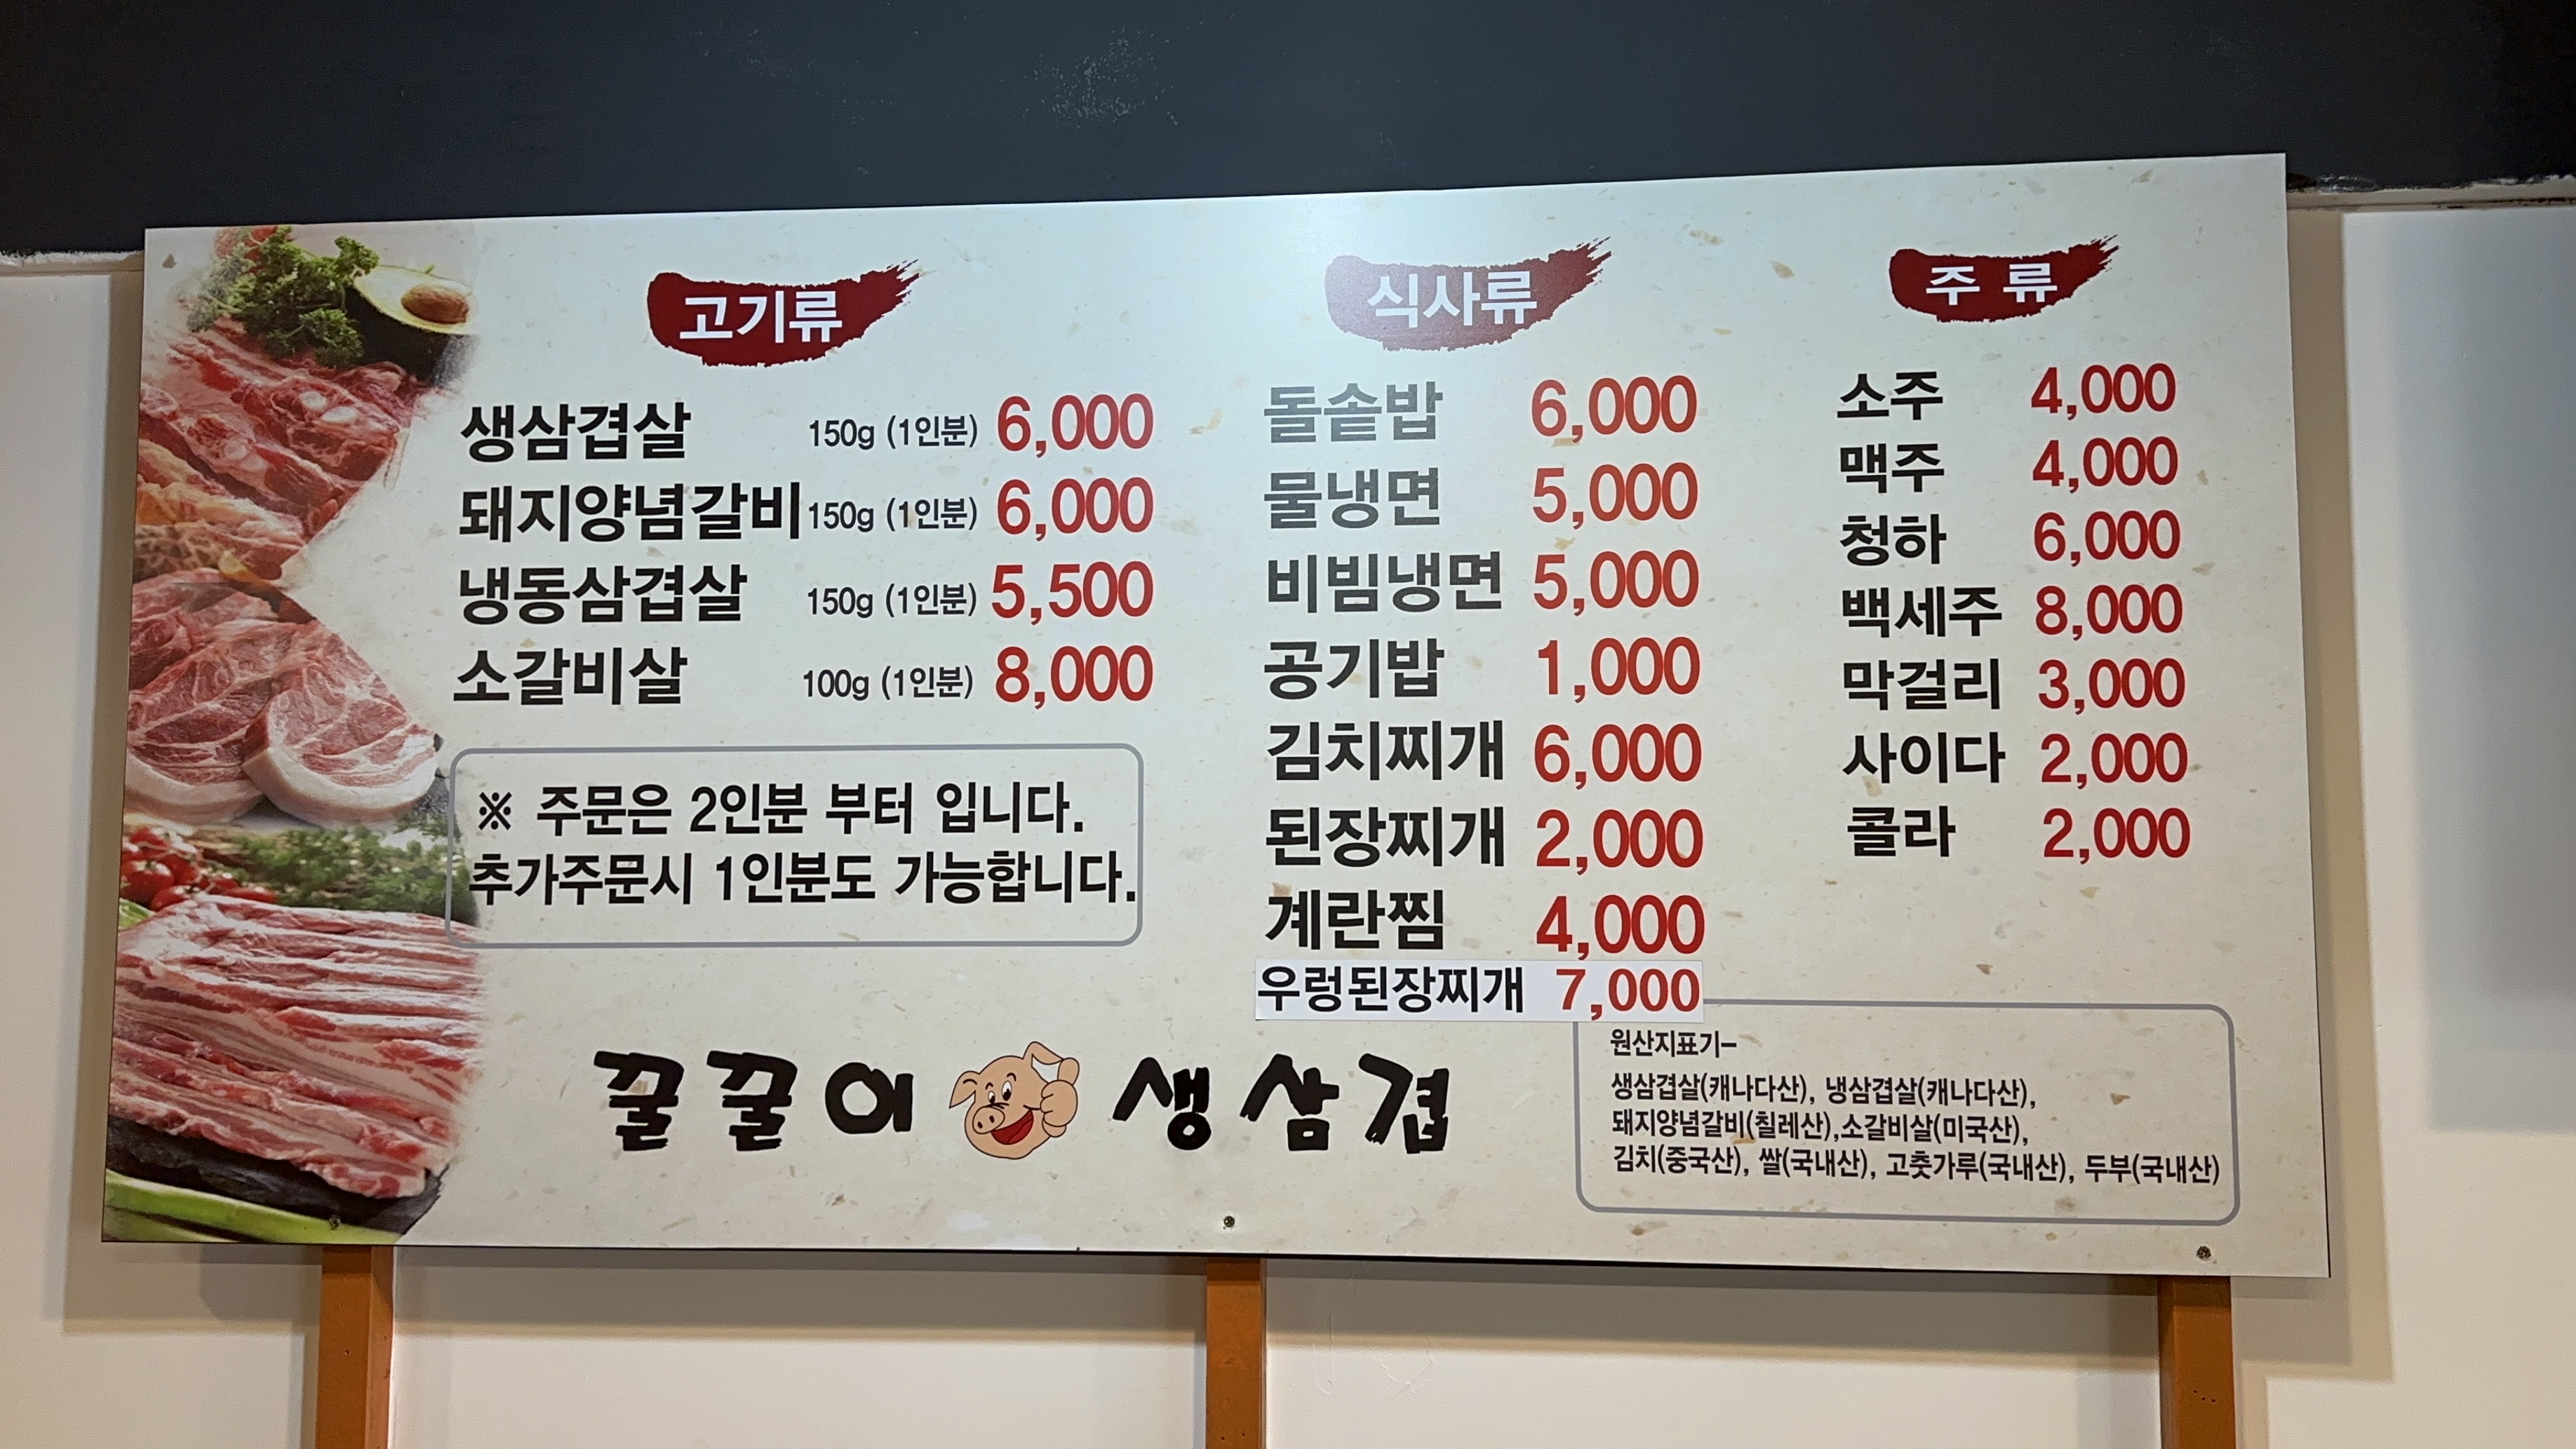 고기류
생삼겹살 150g (1인분) 6,000
돼지양념갈비 150g (1인분) 6,000
냉동삼겹살 150g (1인분) 5,500
소갈비살 100g (1인분) 8,000
※ 주문은 2인분 부터 입니다.
추가주문시 1인분도 가능합니다.
식사류
돌솥밥 6,000
물냉면 5,000
비빔냉면 5,000
공기밥 1,000
김치찌개 6,000
된장찌개 2,000
계란찜 4,000
우렁된장찌개 7,000
주 류
소주 4,000
맥주 4,000
청하 6,000
백세주 8,000
막걸리 3,000
사이다 2,000
콜라 2,000
꿀꿀이 생삼겹
원산지표기-
생삼겹살(캐나다산), 냉삼겹살(캐나다산),
돼지양념갈비(칠레산),소갈비살(미국산),
김치(중국산), 쌀(국내산), 고춧가루(국내산), 두부(국내산)